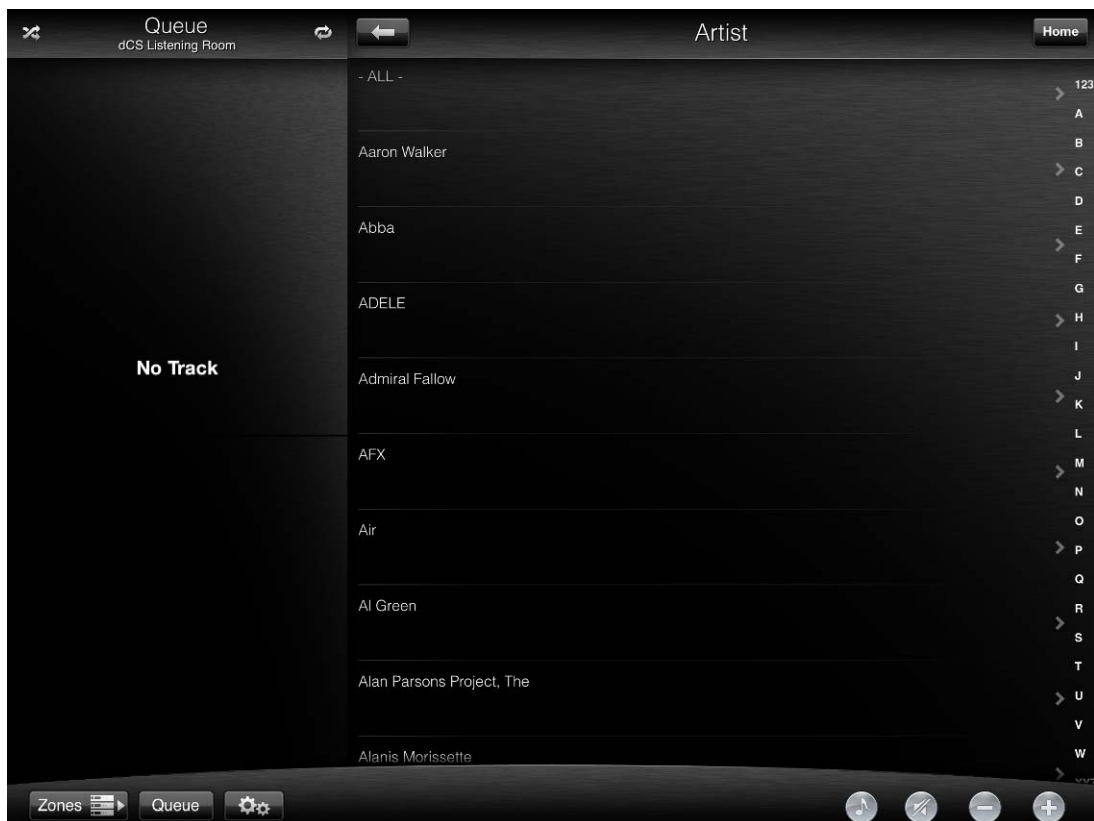 Queue
dCS Listening Room
Artist
Home
No Track
- ALL -
Aaron Walker
Abba
ADELE
Admiral Fallow
AFX
Air
Al Green
Alan Parsons Project, The
Alanis Morissette
123
A
B
C
D
E
F
G
H
I
J
K
L
M
N
O
P
Q
R
S
T
U
V
W
Zones
Queue